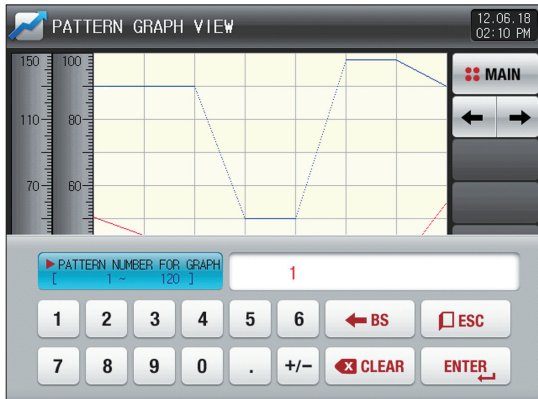 PATTERN GRAPH VIEW
12.06.18
02:10 PM
150 100
MAIN
110 80
70 60
PATTERN NUMBER FOR GRAPH
[ 1 ~ 120 ]
1
1 2 3 4 5 6 BS ESC
7 8 9 0 . +/- CLEAR ENTER